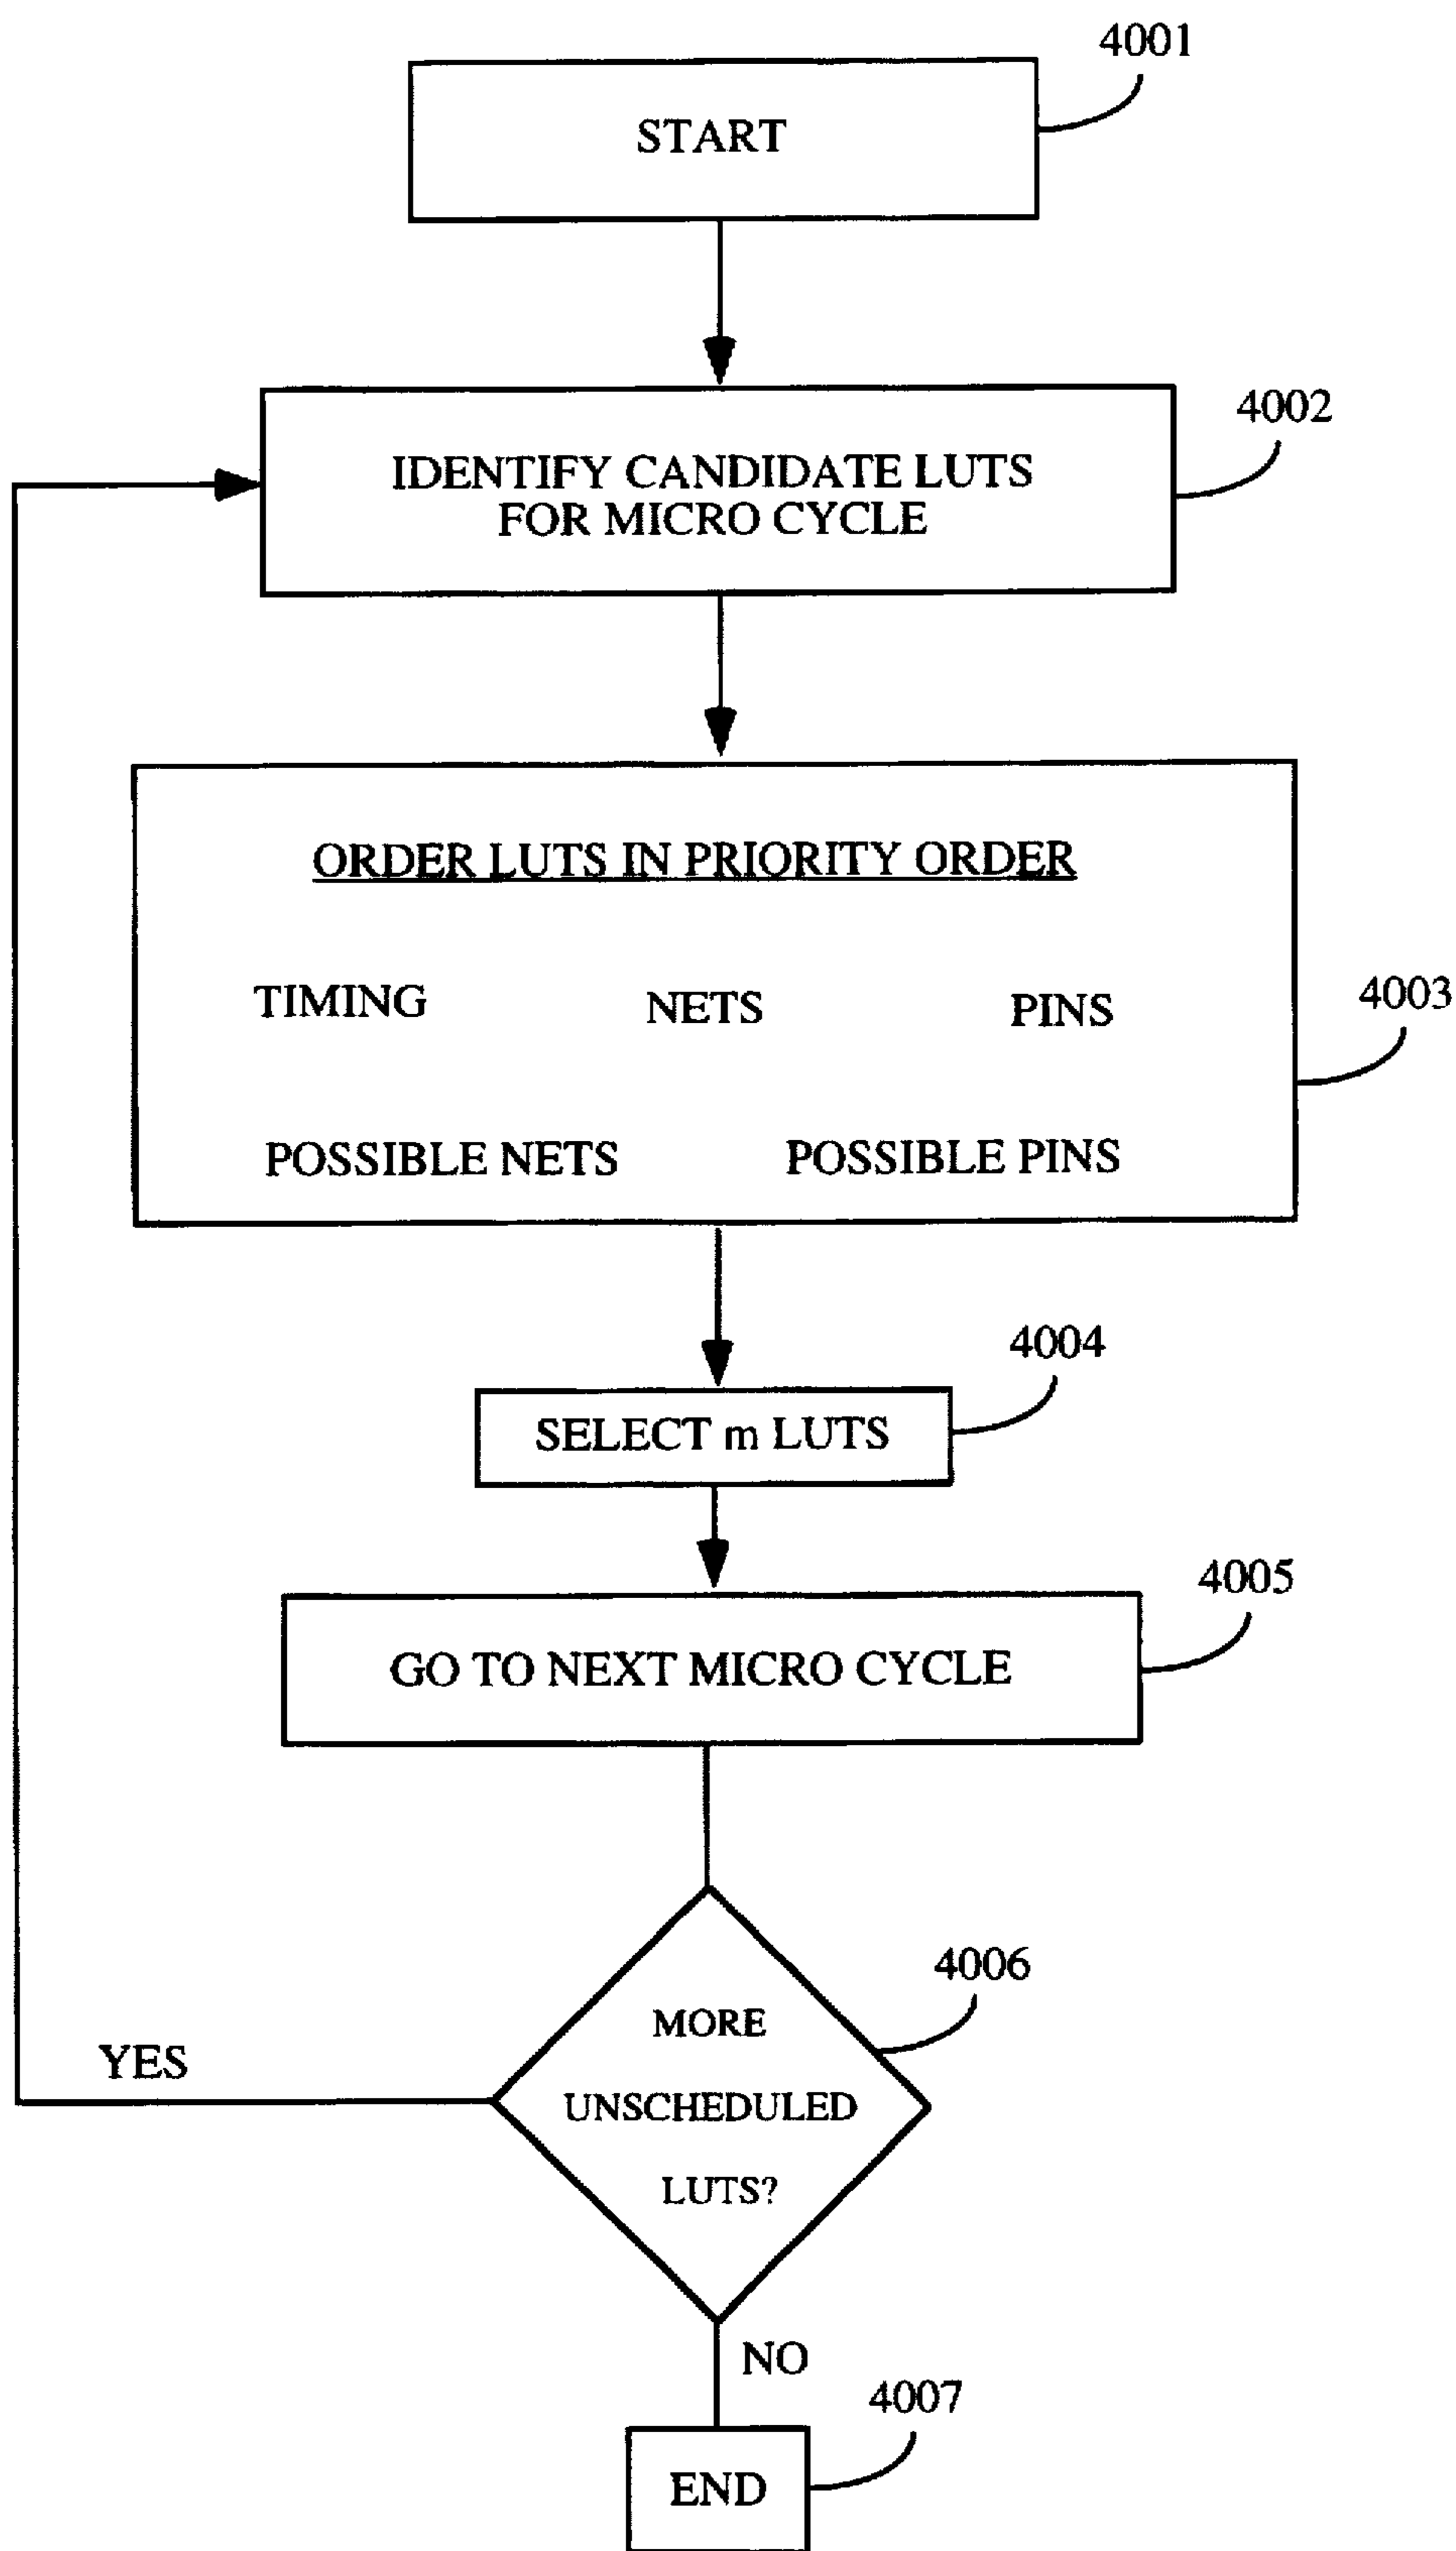 4001
START
4002
IDENTIFY CANDIDATE LUTS
FOR MICRO CYCLE
ORDER LUTS IN PRIORITY ORDER
TIMING NETS PINS
4003
POSSIBLE NETS POSSIBLE PINS
4004
SELECT m LUTS
4005
GO TO NEXT MICRO CYCLE
4006
MORE
YES
UNSCHEDULED
LUTS?
NO
4007
END